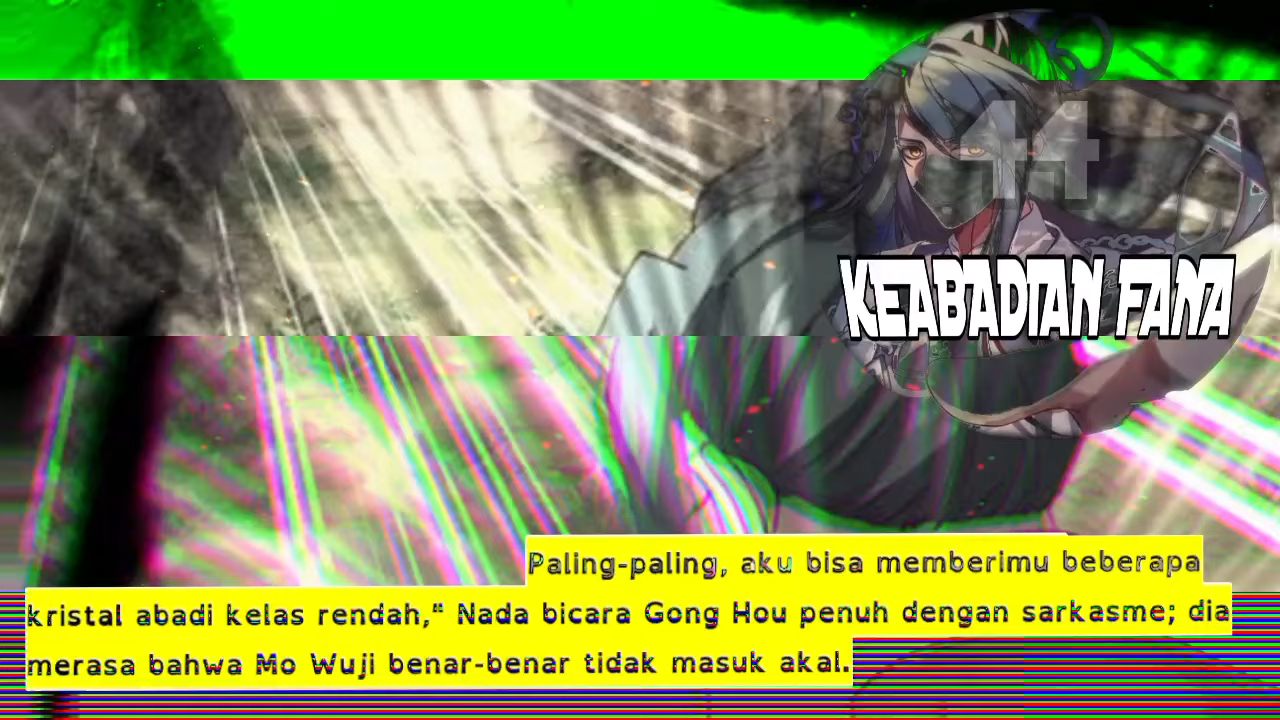 44
KEABADIAN FANA
Paling-paling, aku bisa memberimu beberapa
kristal abadi kelas rendah," Nada bicara Gong Hou penuh dengan sarkasme; dia
merasa bahwa Mo Wuji benar-benar tidak masuk akal.